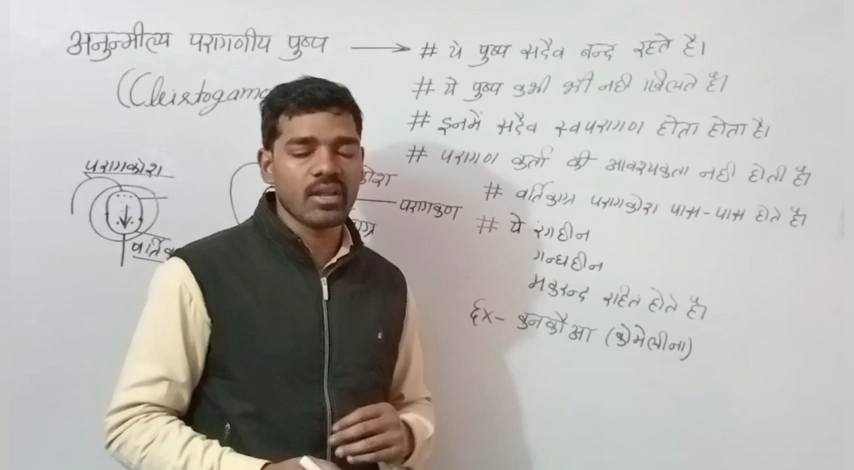 अनुन्मील्य परागणीय पुष्प → # ये पुष्प सदैव बन्द रहते है।
(Cleistogam
# ये पुष्प कभी भी नही खिलते है।
# इनमें सदैव स्वपरागण होता होता है।
# परागण कर्ता की आवश्यकता नही होती है।
# वर्तिकाग्र परागकोश पास-पास होते है।
# ये रंगहीन
गन्धहीन
मकरन्द रहित होते है।
Ex- कनकौआ (कोमेलीना)
परागकोश
परागकण